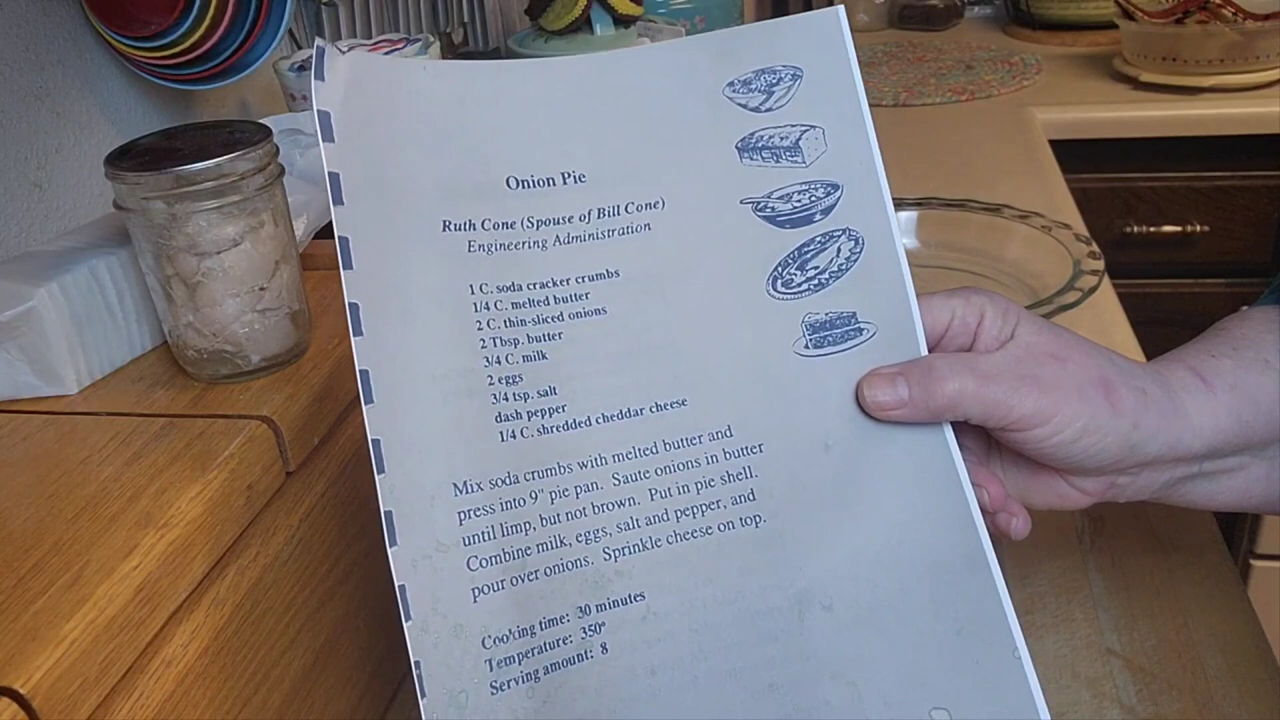 Onion Pie
Ruth Cone (Spouse of Bill Cone)
Engineering Administration
1 C. soda cracker crumbs
1/4 C. melted butter
2 C. thin-sliced onions
2 Tbsp. butter
3/4 C. milk
2 eggs
3/4 tsp. salt
dash pepper
1/4 C. shredded cheddar cheese
Mix soda crumbs with melted butter and
press into 9" pie pan. Saute onions in butter
until limp, but not brown. Put in pie shell.
Combine milk, eggs, salt and pepper, and
pour over onions. Sprinkle cheese on top.
Cooking time: 30 minutes
Temperature: 350°
Serving amount: 8